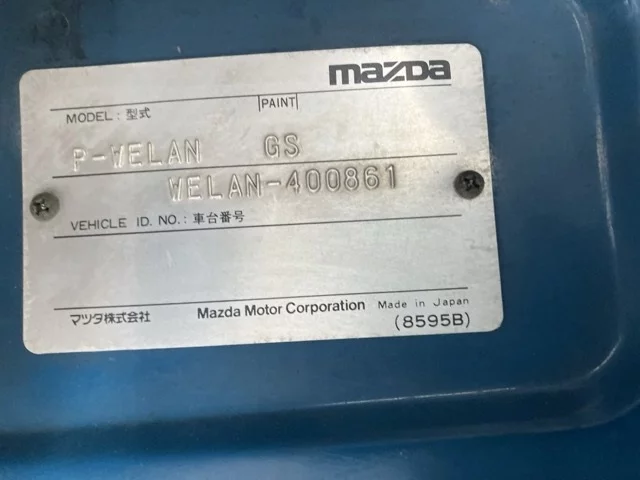 mazda
MODEL : 型式 PAINT
P-WELAN GS
WELAN-400861
VEHICLE ID. NO. : 車台番号
マツダ株式会社 Mazda Motor Corporation Made in Japan
(8595B)